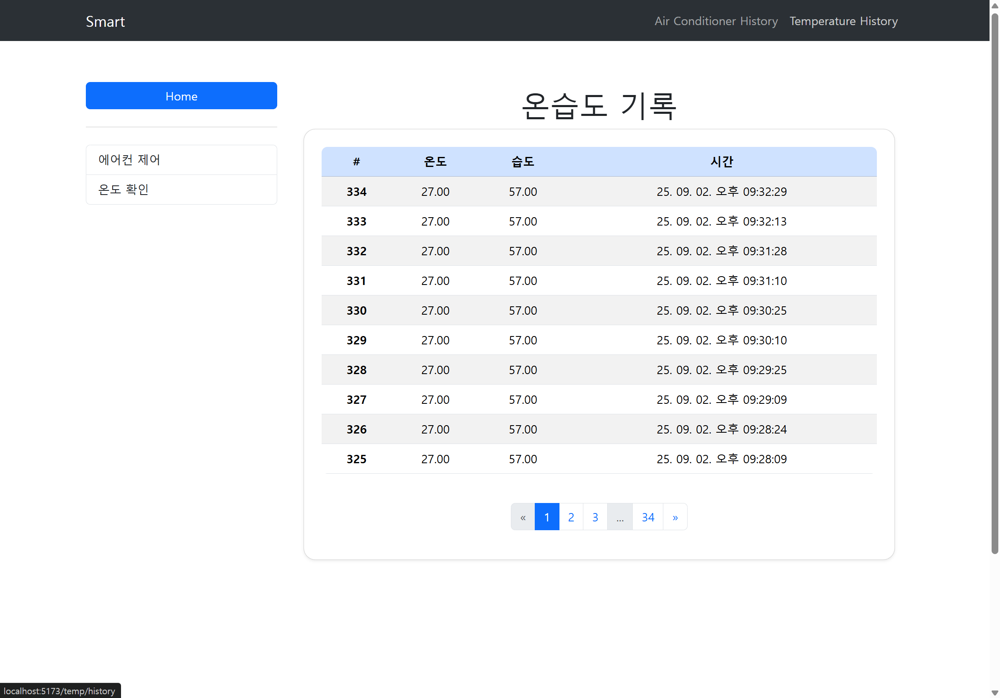 Smart Air Conditioner History Temperature History
Home
에어컨 제어
온도 확인
온습도 기록
# 온도 습도 시간
334 27.00 57.00 25. 09. 02. 오후 09:32:29
333 27.00 57.00 25. 09. 02. 오후 09:32:13
332 27.00 57.00 25. 09. 02. 오후 09:31:28
331 27.00 57.00 25. 09. 02. 오후 09:31:10
330 27.00 57.00 25. 09. 02. 오후 09:30:25
329 27.00 57.00 25. 09. 02. 오후 09:30:10
328 27.00 57.00 25. 09. 02. 오후 09:29:25
327 27.00 57.00 25. 09. 02. 오후 09:29:09
326 27.00 57.00 25. 09. 02. 오후 09:28:24
325 27.00 57.00 25. 09. 02. 오후 09:28:09
« 1 2 3 ... 34 »
localhost:5173/temp/history